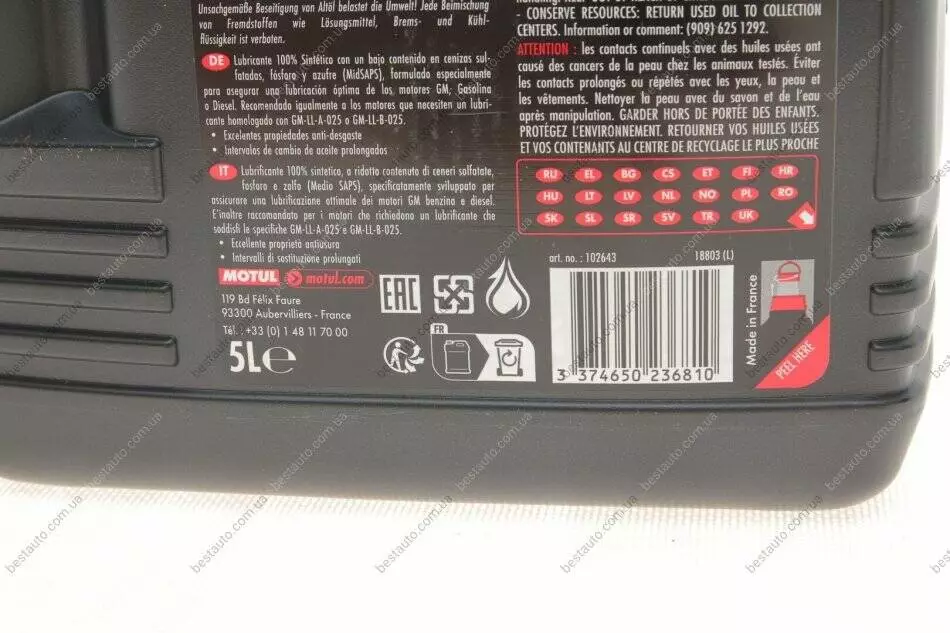 Unsachgemäße Beseitigung von Altöl belastet die Umwelt! Jede Beimischung
von Fremdstoffen wie Lösungsmittel, Brems- und Kühl-
flüssigkeit ist verboten.
DE Lubricante 100% Sintético con un bajo contenido en cenizas sul-
fatadas, fósforo y azufre (MidSAPS), formulado especialmente
para asegurar una lubricación óptima de los motores GM, Gasolina
o Diesel. Recomendado igualmente a los motores que necesiten un lubri-
cante homologado con GM-LL-A-025 o GM-LL-B-025.
• Excelentes propiedades anti-desgaste
• Intervalos de cambio de aceite prolongados
IT Lubrificante 100% sintetico, a ridotto contenuto di ceneri solfatate,
fosforo e zolfo (Medio SAPS), specificatamente sviluppato per
assicurare una lubrificazione ottimale dei motori GM benzina e diesel.
E'inoltre raccomandato per i motori che richiedono un lubrificante che
soddisfi le specifiche GM-LL-A-025 e GM-LL-B-025.
• Eccellente proprietà antiusura
• Intervalli di sostituzione prolungati
MOTUL motul.com
119 Bd Félix Faure
93300 Aubervilliers - France
Tél. : +33 (0) 1 48 11 70 00
5L℮
EAC
FR
- CONSERVE RESOURCES: RETURN USED OIL TO COLLECTION
CENTERS. Information or comment: (909) 625 1292.
ATTENTION : les contacts continuels avec des huiles usées ont
causé des cancers de la peau chez les animaux testés. Éviter
les contacts prolongés ou répétés avec les yeux, la peau et
les vêtements. Nettoyer la peau avec du savon et de l'eau
après manipulation. GARDER HORS DE PORTÉE DES ENFANTS.
PROTÉGEZ L'ENVIRONNEMENT. RETOURNER VOS HUILES USÉES
ET VOS CONTENANTS AU CENTRE DE RECYCLAGE LE PLUS PROCHE
RU EL BG CS ET FI HR
HU LT LV NL NO PL RO
SK SL SR SV TR UK
art. no. : 102643 18803 (L)
3 374650 236810
Made in France
PEEL HERE
bestauto.com.ua